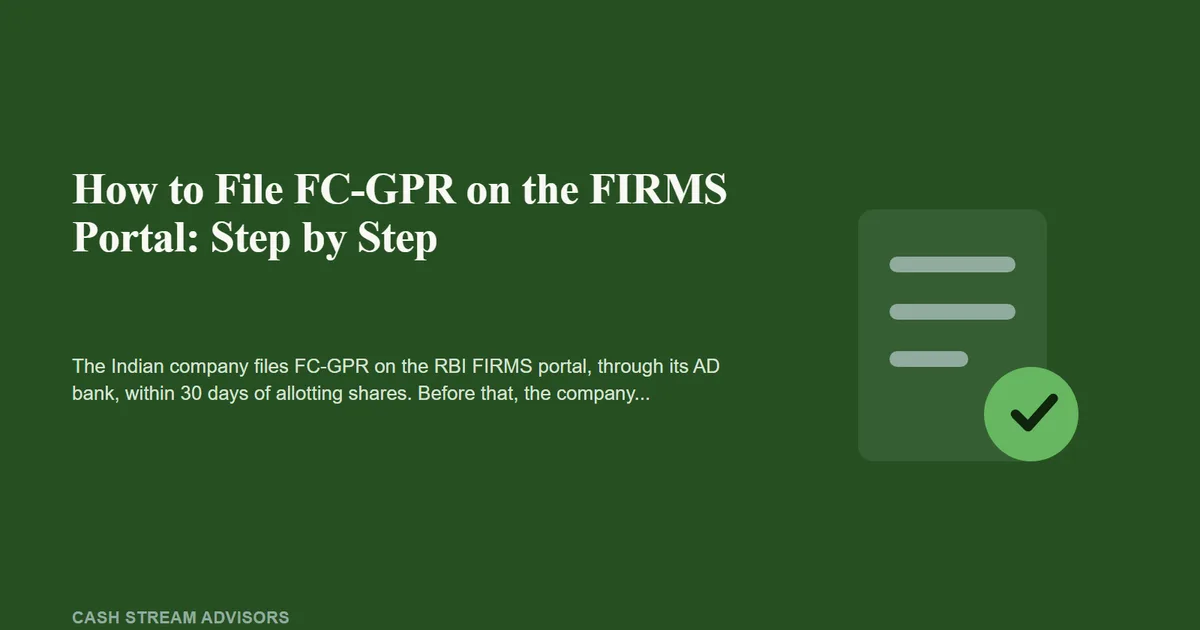 How to File FC-GPR on the FIRMS
Portal: Step by Step
The Indian company files FC-GPR on the RBI FIRMS portal, through its AD
bank, within 30 days of allotting shares. Before that, the company...
CASH STREAM ADVISORS